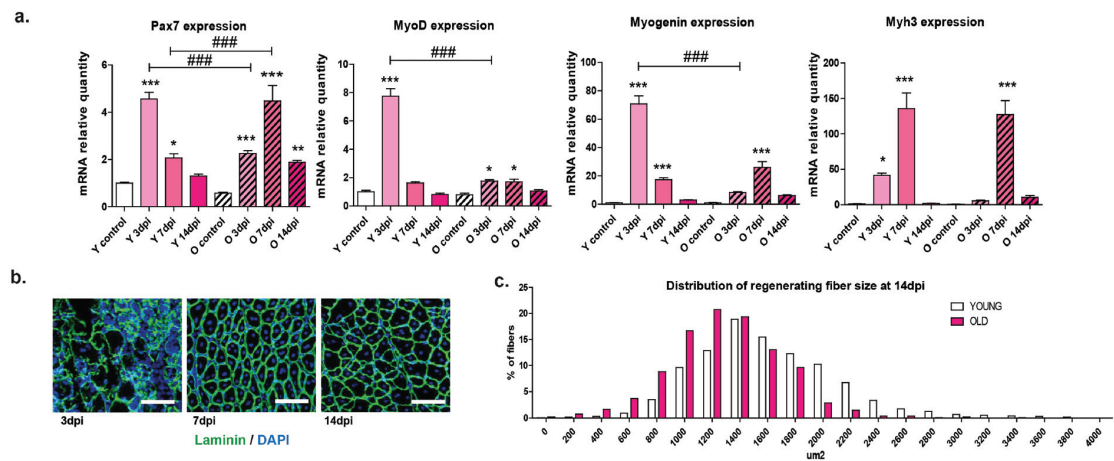 a.
Pax7 expression
MyoD expression
Myogenin expression
Myh3 expression
mRNA relative quantity
6
4
2
0
###
###
***
*
***
***
**
Y control
Y 3dpi
Y 7dpi
Y 14dpi
O control
O 3dpi
O 7dpi
O 14dpi
mRNA relative quantity
10
8
6
4
2
0
###
***
*
*
Y control
Y 3dpi
Y 7dpi
Y 14dpi
O control
O 3dpi
O 7dpi
O 14dpi
mRNA relative quantity
100
80
60
40
20
0
###
***
***
***
Y control
Y 3dpi
Y 7dpi
Y 14dpi
O control
O 3dpi
O 7dpi
O 14dpi
mRNA relative quantity
200
150
100
50
0
*
***
***
Y control
Y 3dpi
Y 7dpi
Y 14dpi
O control
O 3dpi
O 7dpi
O 14dpi
b.
3dpi
7dpi
14dpi
Laminin / DAPI
c.
Distribution of regenerating fiber size at 14dpi
YOUNG
OLD
% of fibers
25
20
15
10
5
0
0
200
400
600
800
1000
1200
1400
1600
1800
2000
2200
2400
2600
2800
3000
3200
3400
3600
3800
4000
um2